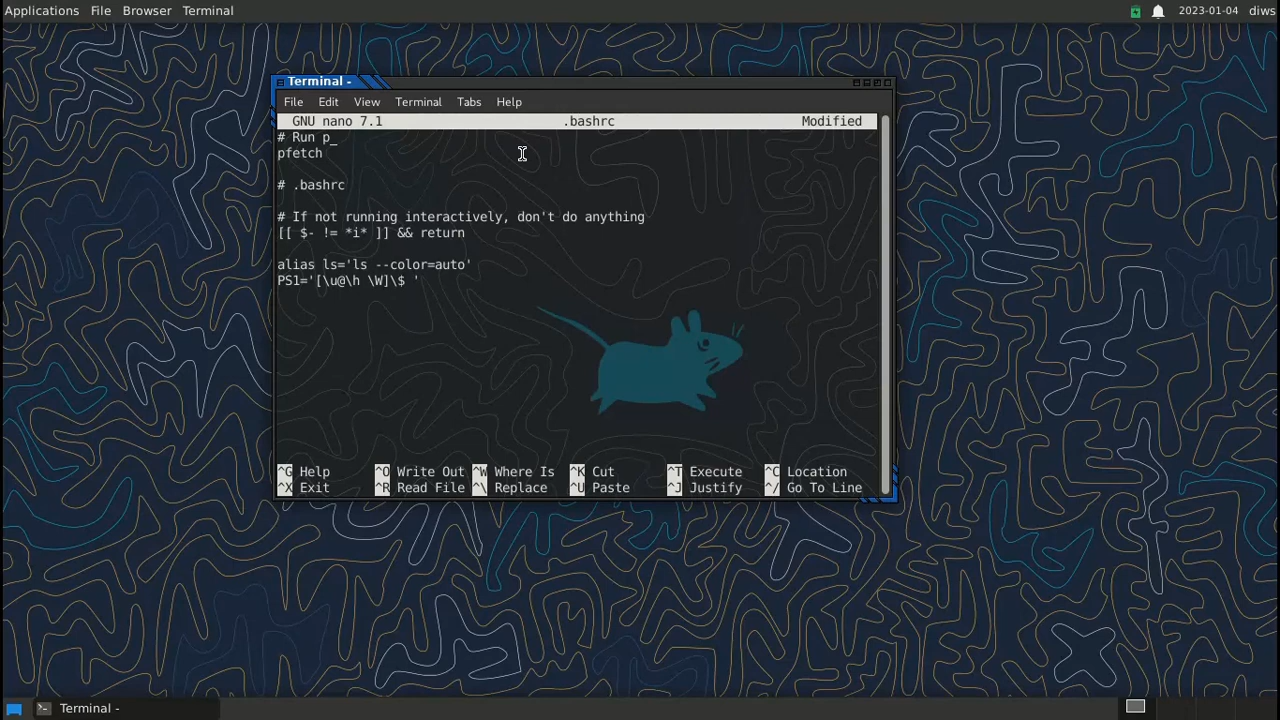 Applications File Browser Terminal 2023-01-04 diws
Terminal -
File Edit View Terminal Tabs Help
GNU nano 7.1 .bashrc Modified
# Run p_
pfetch
# .bashrc
# If not running interactively, don't do anything
[[ $- != *i* ]] && return
alias ls='ls --color=auto'
PS1='[\u@\h \W]\$ '
^G Help ^O Write Out ^W Where Is ^K Cut ^T Execute ^C Location
^X Exit ^R Read File ^\ Replace ^U Paste ^J Justify ^/ Go To Line
Terminal -